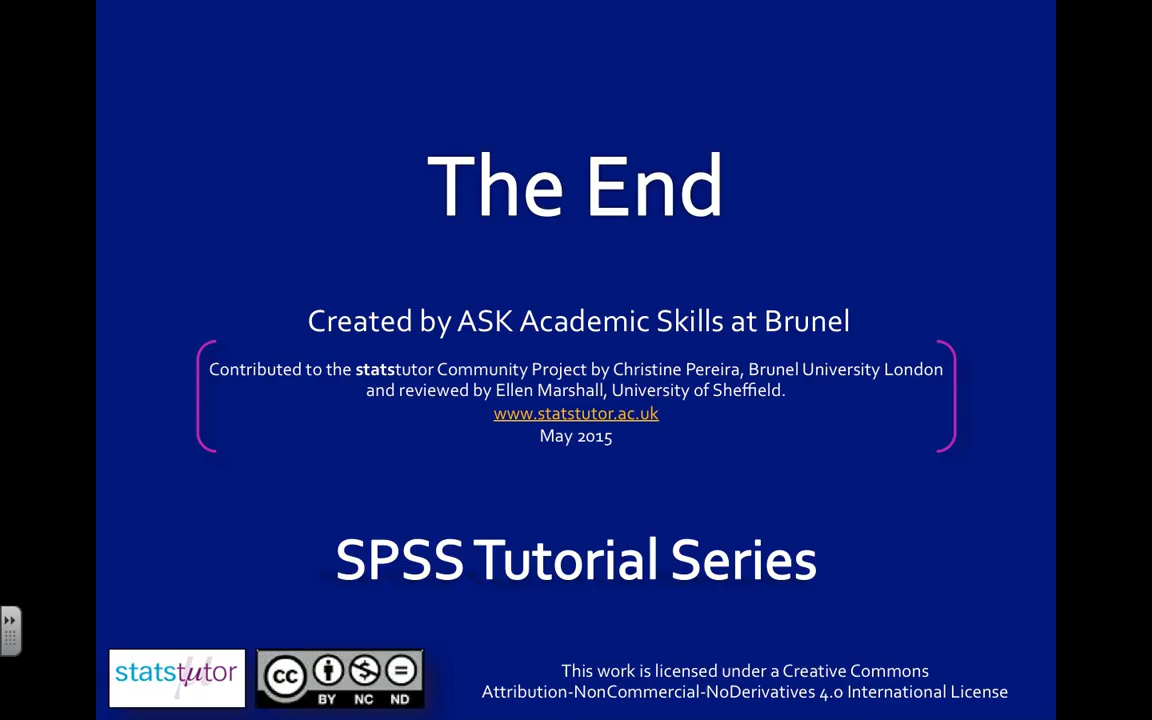 The End
Created by ASK Academic Skills at Brunel
Contributed to the statstutor Community Project by Christine Pereira, Brunel University London
and reviewed by Ellen Marshall, University of Sheffield.
www.statstutor.ac.uk
May 2015
SPSS Tutorial Series
statstutor
cc
BY NC ND
This work is licensed under a Creative Commons
Attribution-NonCommercial-NoDerivatives 4.0 International License